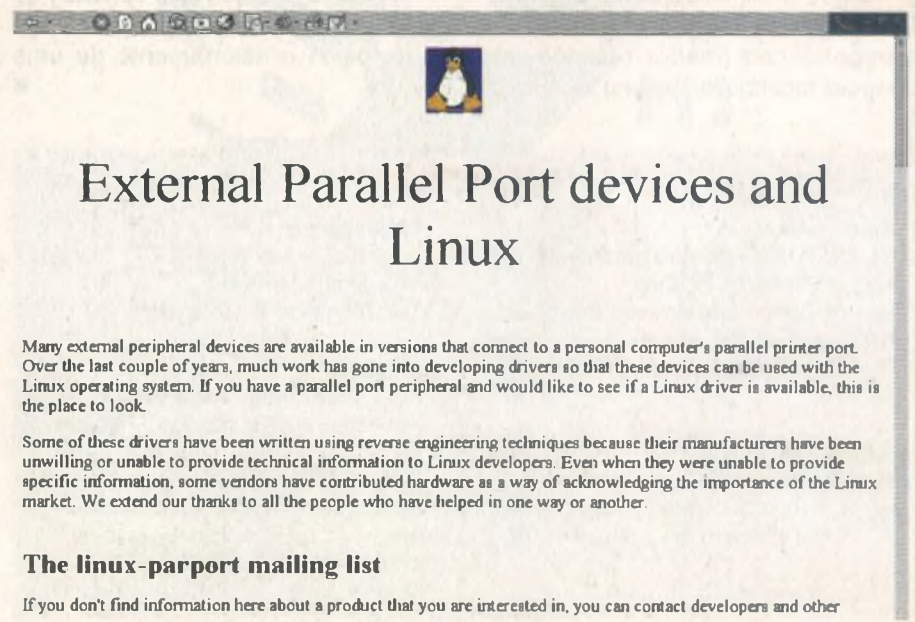 External Parallel Port devices and
Linux
Many external peripheral devices are available in versions that connect to a personal computer's parallel printer port.
Over the last couple of years, much work has gone into developing drivers so that these devices can be used with the
Linux operating system. If you have a parallel port peripheral and would like to see if a Linux driver is available, this is
the place to look.
Some of these drivers have been written using reverse engineering techniques because their manufacturers have been
unwilling or unable to provide technical information to Linux developers. Even when they were unable to provide
specific information, some vendors have contributed hardware as a way of acknowledging the importance of the Linux
market. We extend our thanks to all the people who have helped in one way or another.
The linux-parport mailing list
If you don't find information here about a product that you are interested in, you can contact developers and other